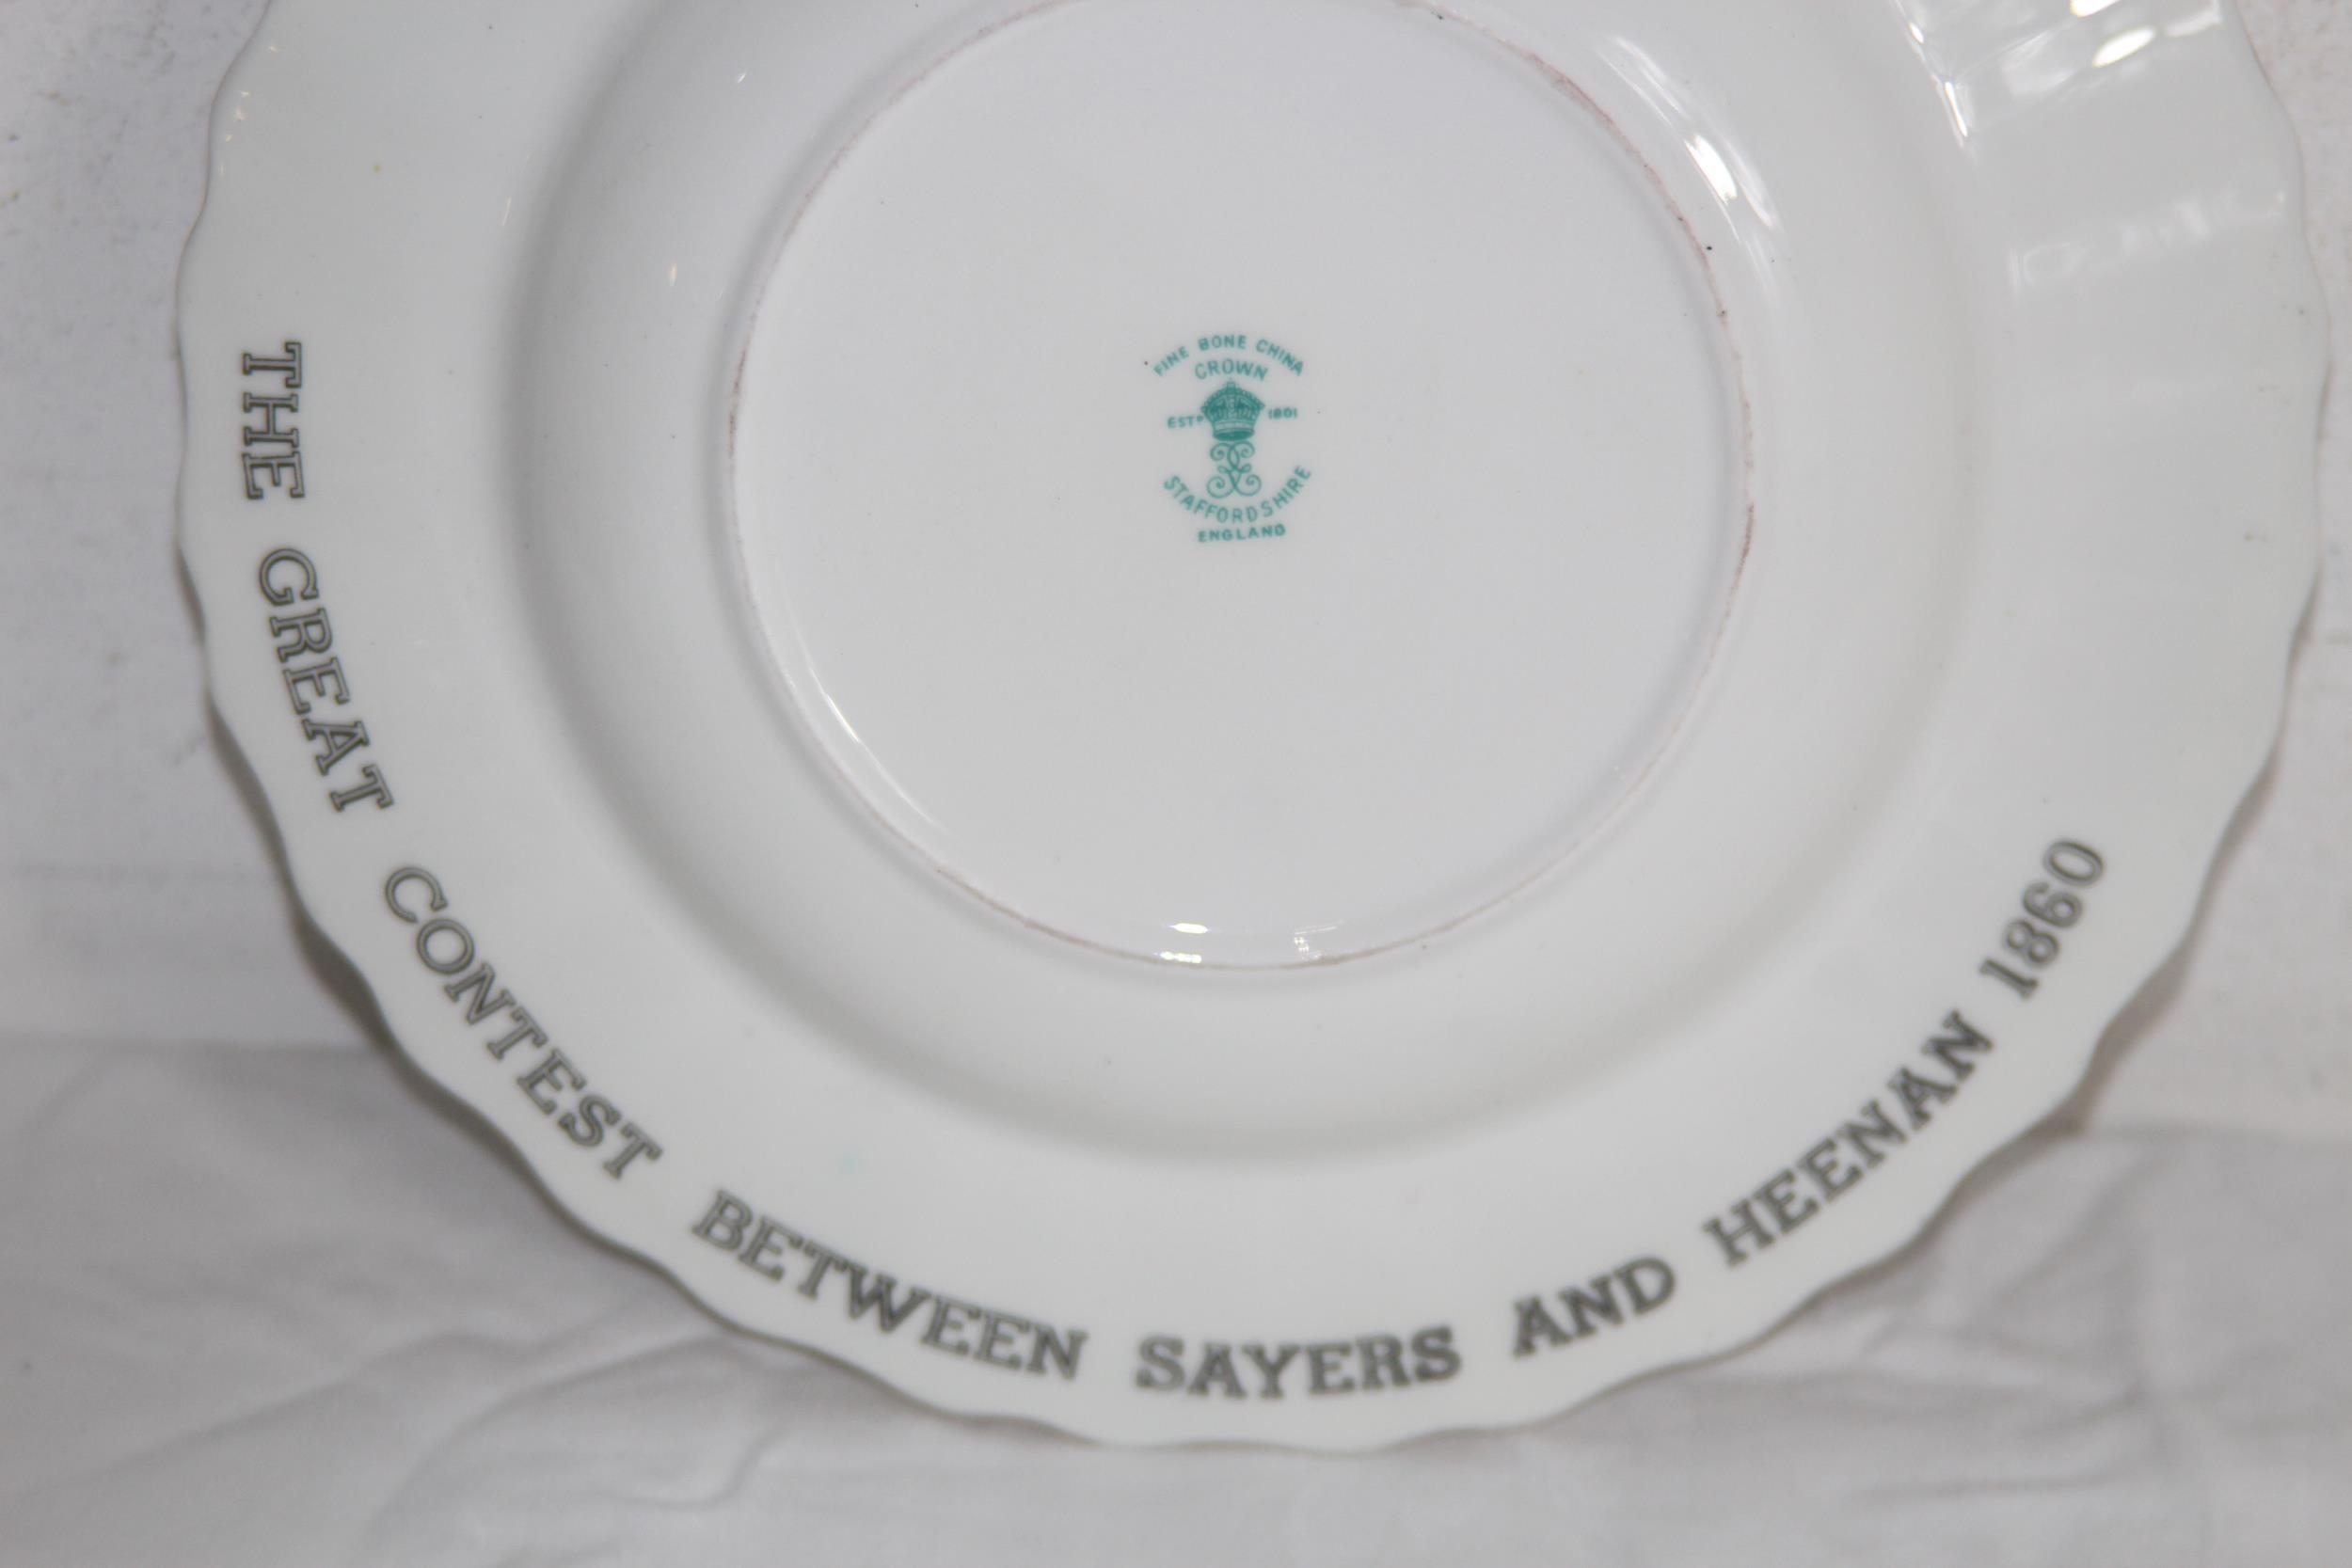 FINE BONE CHINA
CROWN
ESTD 1801
STAFFORDSHIRE
ENGLAND
THE GREAT CONTEST BETWEEN SAYERS AND HEENAN 1860